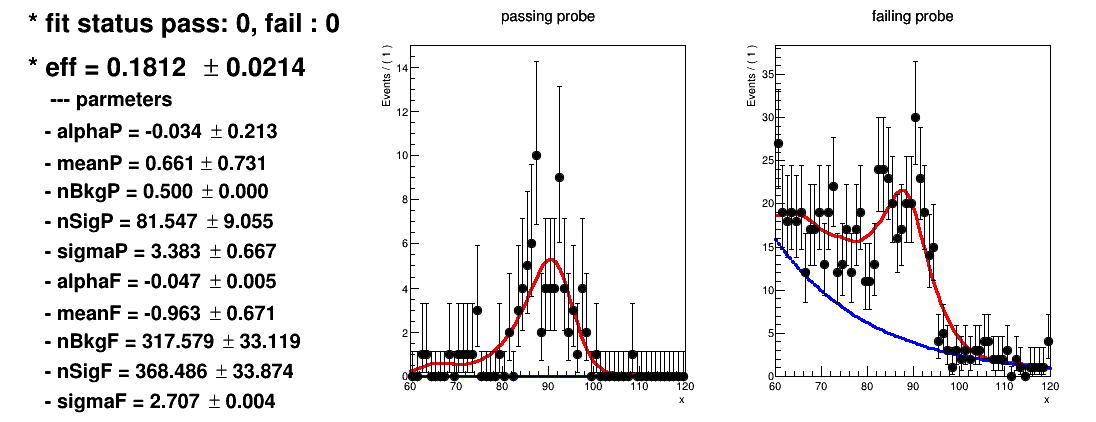 * fit status pass: 0, fail : 0
* eff = 0.1812 ± 0.0214
--- parmeters
- alphaP = -0.034 ± 0.213
- meanP = 0.661 ± 0.731
- nBkgP = 0.500 ± 0.000
- nSigP = 81.547 ± 9.055
- sigmaP = 3.383 ± 0.667
- alphaF = -0.047 ± 0.005
- meanF = -0.963 ± 0.671
- nBkgF = 317.579 ± 33.119
- nSigF = 368.486 ± 33.874
- sigmaF = 2.707 ± 0.004
passing probe
Events / ( 1 )
14
12
10
8
6
4
2
0
60 70 80 90 100 110 120
x
failing probe
Events / ( 1 )
35
30
25
20
15
10
5
0
60 70 80 90 100 110 120
x